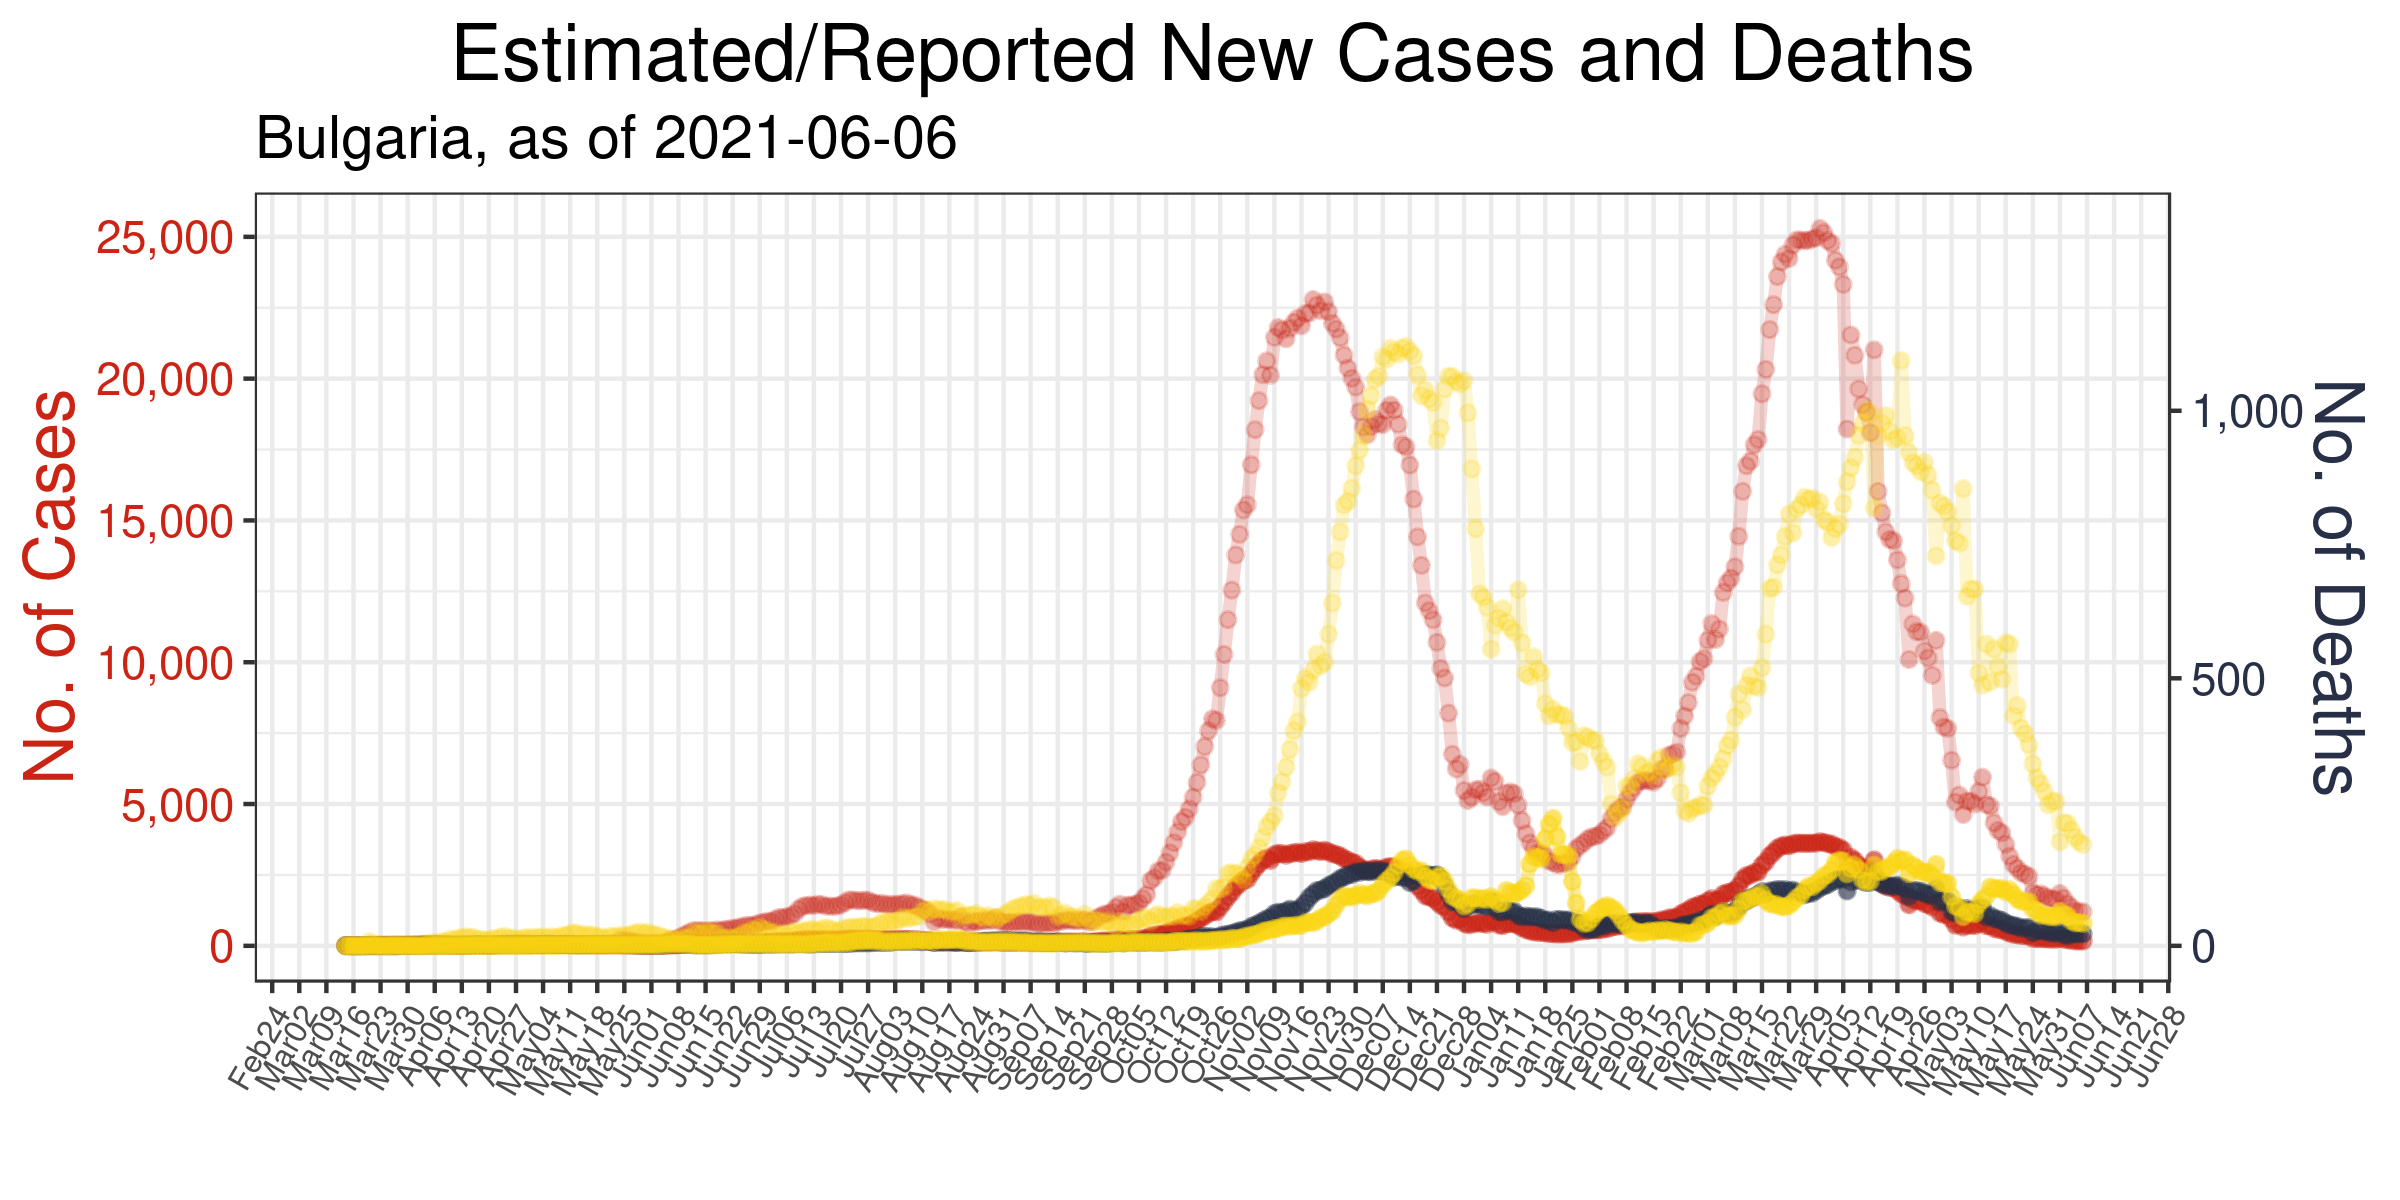 Estimated/Reported New Cases and Deaths
Bulgaria, as of 2021-06-06
No. of Cases
25,000
20,000
15,000
10,000
5,000
0
1,000
500
0
No. of Deaths
Feb24
Mar02
Mar09
Mar16
Mar23
Mar30
Apr06
Apr13
Apr20
Apr27
May04
May11
May18
May25
Jun01
Jun08
Jun15
Jun22
Jun29
Jul06
Jul13
Jul20
Jul27
Aug03
Aug10
Aug17
Aug24
Aug31
Sep07
Sep14
Sep21
Sep28
Oct05
Oct12
Oct19
Oct26
Nov02
Nov09
Nov16
Nov23
Nov30
Dec07
Dec14
Dec21
Dec28
Jan04
Jan11
Jan18
Jan25
Feb01
Feb08
Feb15
Feb22
Mar01
Mar08
Mar15
Mar22
Mar29
Apr05
Apr12
Apr19
Apr26
May03
May10
May17
May24
May31
Jun07
Jun14
Jun21
Jun28